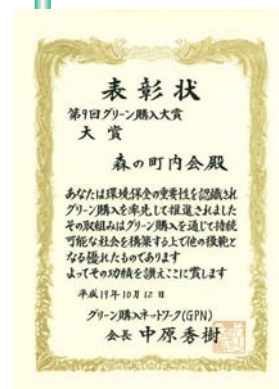 表彰状
第9回グリーン購入大賞
大賞
森の町内会殿
あなたは環境保全の重要性を認識され
グリーン購入を率先して推進されました
その取組みはグリーン購入を通じて持続
可能な社会を構築する上で他の模範と
なる優れたものであります
よってその功績を讃えここに賞します
平成19年10月12日
グリーン購入ネットワーク(GPN)
会長 中原秀樹